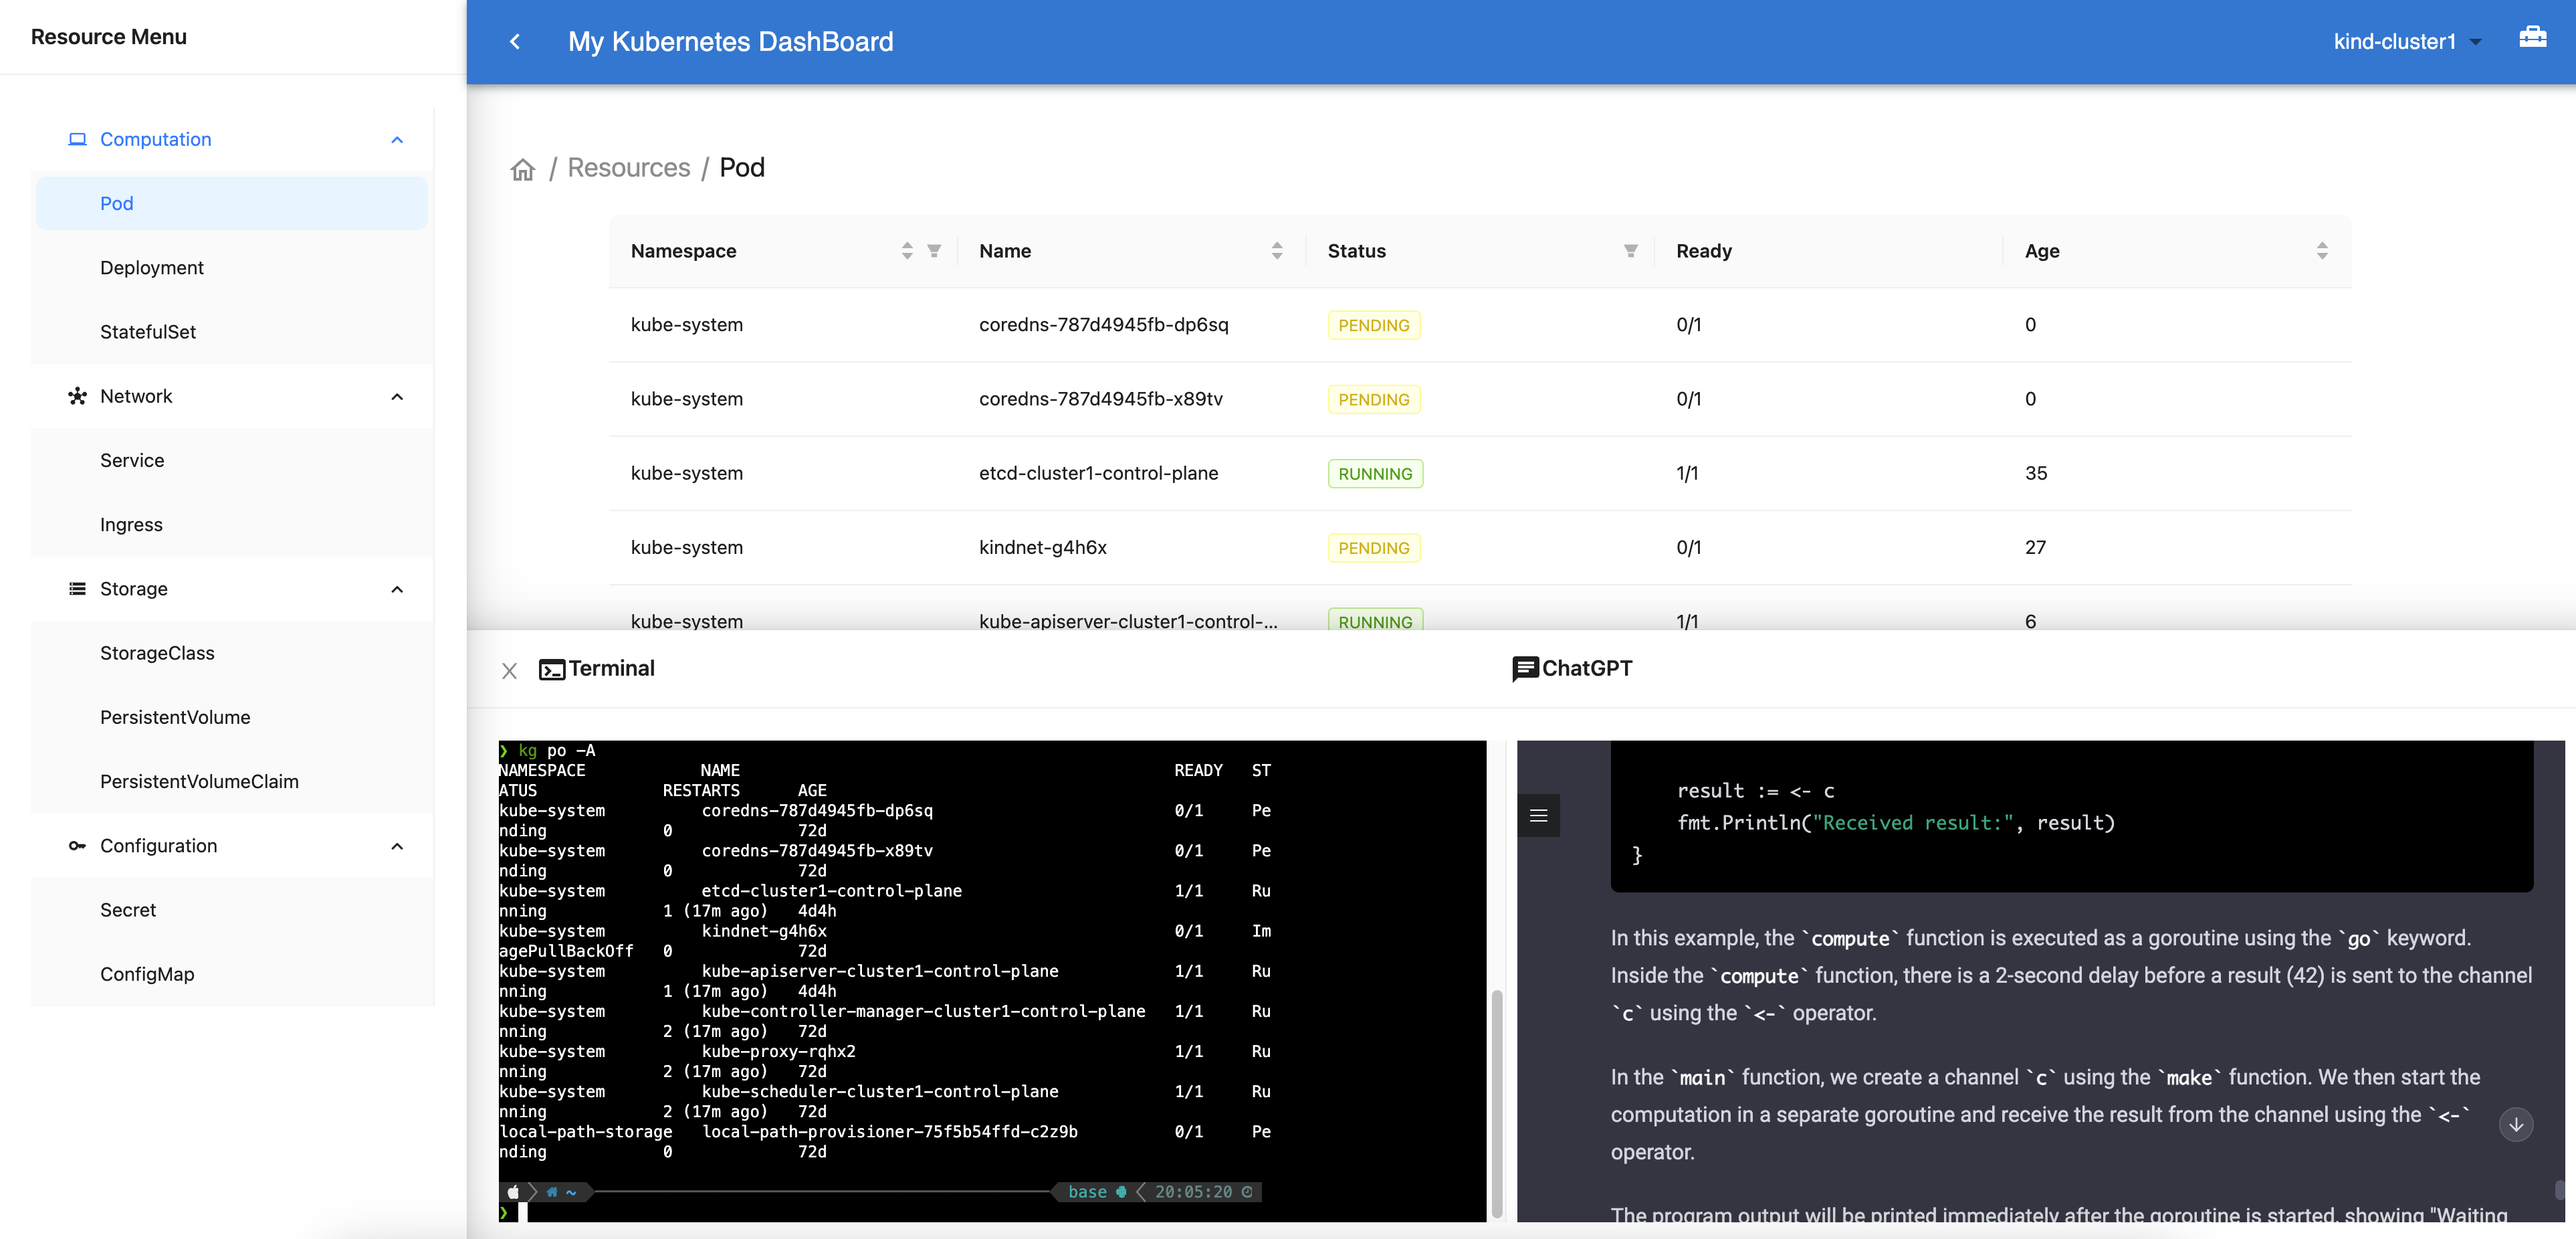 Resource Menu
Computation
Pod
Deployment
StatefulSet
Network
Service
Ingress
Storage
StorageClass
PersistentVolume
PersistentVolumeClaim
Configuration
Secret
ConfigMap
My Kubernetes DashBoard
kind-cluster1
/ Resources / Pod
Namespace Name Status Ready Age
kube-system coredns-787d4945fb-dp6sq PENDING 0/1 0
kube-system coredns-787d4945fb-x89tv PENDING 0/1 0
kube-system etcd-cluster1-control-plane RUNNING 1/1 35
kube-system kindnet-g4h6x PENDING 0/1 27
kube-system kube-apiserver-cluster1-control-... RUNNING 1/1 6
Terminal
❯ kg po -A
NAMESPACE NAME READY ST
ATUS RESTARTS AGE
kube-system coredns-787d4945fb-dp6sq 0/1 Pe
nding 0 72d
kube-system coredns-787d4945fb-x89tv 0/1 Pe
nding 0 72d
kube-system etcd-cluster1-control-plane 1/1 Ru
nning 1 (17m ago) 4d4h
kube-system kindnet-g4h6x 0/1 Im
agePullBackOff 0 72d
kube-system kube-apiserver-cluster1-control-plane 1/1 Ru
nning 1 (17m ago) 4d4h
kube-system kube-controller-manager-cluster1-control-plane 1/1 Ru
nning 2 (17m ago) 72d
kube-system kube-proxy-rqhx2 1/1 Ru
nning 2 (17m ago) 72d
kube-system kube-scheduler-cluster1-control-plane 1/1 Ru
nning 2 (17m ago) 72d
local-path-storage local-path-provisioner-75f5b54ffd-c2z9b 0/1 Pe
nding 0 72d
~ base 20:05:20
❯
ChatGPT
result := <- c
fmt.Println("Received result:", result)
}
In this example, the `compute` function is executed as a goroutine using the `go` keyword.
Inside the `compute` function, there is a 2-second delay before a result (42) is sent to the channel
`c` using the `<-` operator.
In the `main` function, we create a channel `c` using the `make` function. We then start the
computation in a separate goroutine and receive the result from the channel using the `<-`
operator.
The program output will be printed immediately after the goroutine is started, showing "Waiting